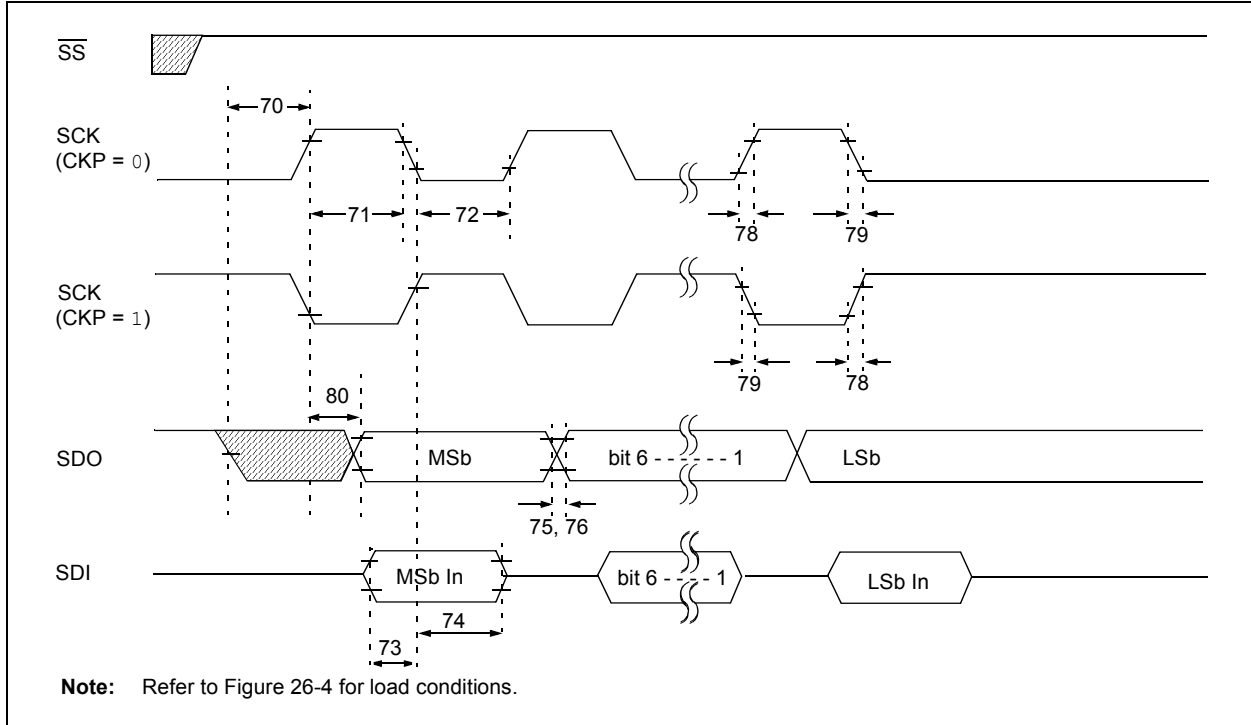 SS
70
SCK
(CKP = 0)
71
72
78
79
SCK
(CKP = 1)
79
78
80
SDO
MSb
bit 6 - - - - - - 1
LSb
75, 76
SDI
MSb In
bit 6 - - - - - 1
LSb In
74
73
Note: Refer to Figure 26-4 for load conditions.